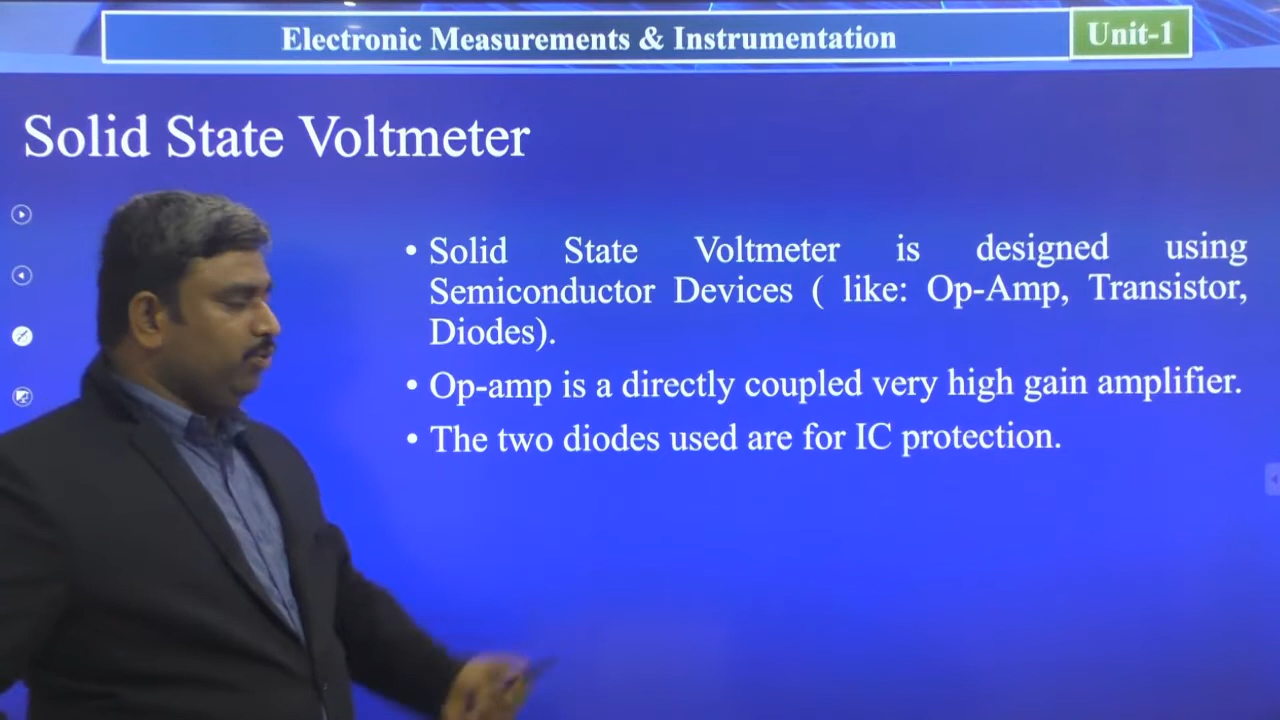 Electronic Measurements & Instrumentation
Unit-1
Solid State Voltmeter
• Solid State Voltmeter is designed using
Semiconductor Devices ( like: Op-Amp, Transistor,
Diodes).
• Op-amp is a directly coupled very high gain amplifier.
• The two diodes used are for IC protection.